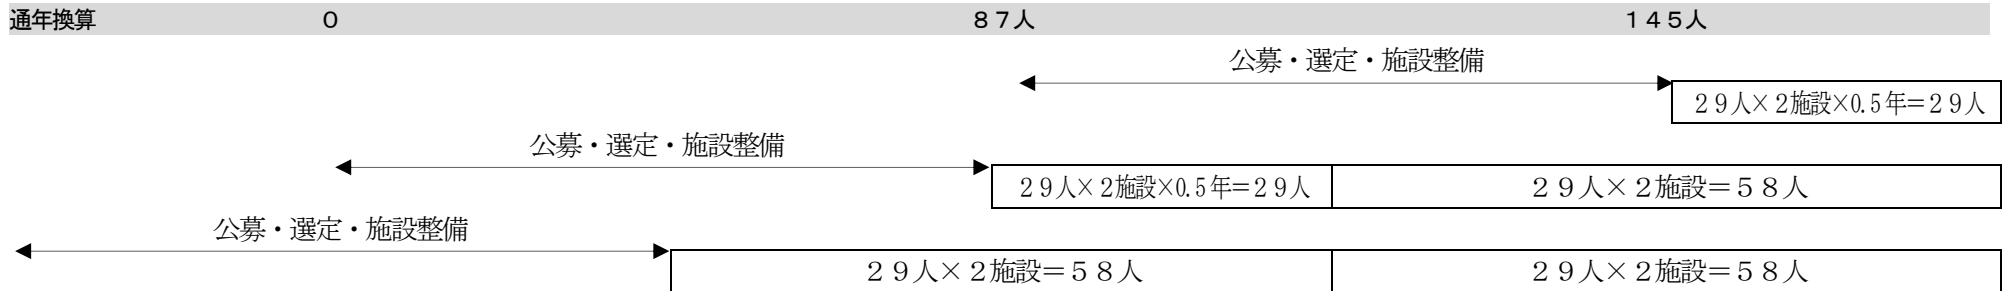 通年換算 ０ ８７人 １４５人
公募・選定・施設整備
２９人×２施設×0.5年＝２９人
公募・選定・施設整備
２９人×２施設×0.5年＝２９人 ２９人×２施設＝５８人
公募・選定・施設整備
２９人×２施設＝５８人 ２９人×２施設＝５８人